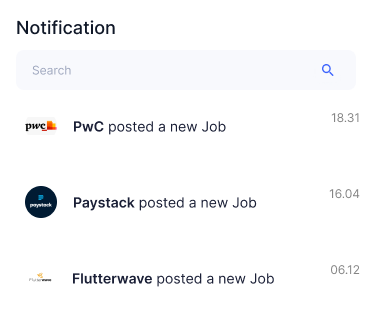 Notification
Search
pwc PwC posted a new Job 18.31
paystack Paystack posted a new Job 16.04
Flutterwave Flutterwave posted a new Job 06.12